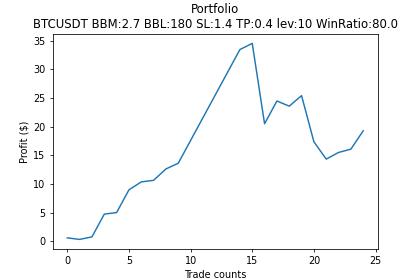 Portfolio
BTCUSDT BBM:2.7 BBL:180 SL:1.4 TP:0.4 lev:10 WinRatio:80.0
35
30
25
20
15
10
5
0
Profit ($)
0 5 10 15 20 25
Trade counts